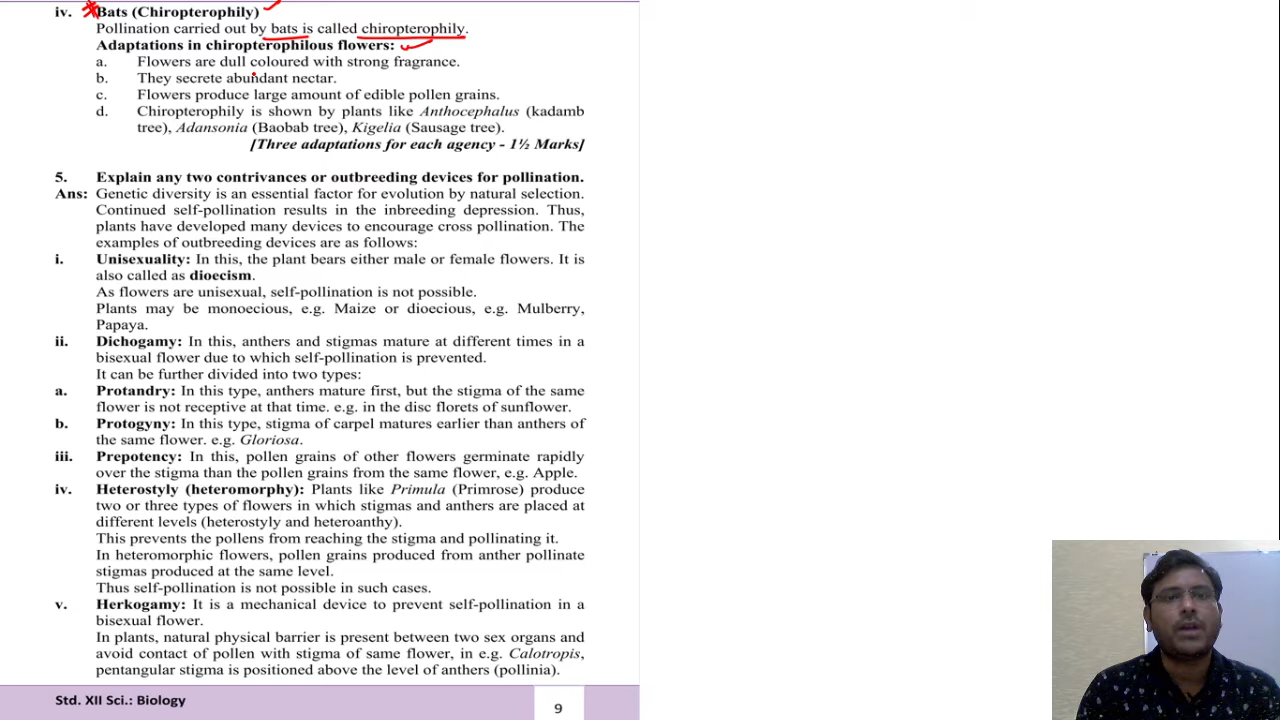 iv. Bats (Chiropterophily)
Pollination carried out by bats is called chiropterophily.
Adaptations in chiropterophilous flowers:
a. Flowers are dull coloured with strong fragrance.
b. They secrete abundant nectar.
c. Flowers produce large amount of edible pollen grains.
d. Chiropterophily is shown by plants like Anthocephalus (kadamb
tree), Adansonia (Baobab tree), Kigelia (Sausage tree).
[Three adaptations for each agency - 1½ Marks]
5. Explain any two contrivances or outbreeding devices for pollination.
Ans: Genetic diversity is an essential factor for evolution by natural selection.
Continued self-pollination results in the inbreeding depression. Thus,
plants have developed many devices to encourage cross pollination. The
examples of outbreeding devices are as follows:
i. Unisexuality: In this, the plant bears either male or female flowers. It is
also called as dioecism.
As flowers are unisexual, self-pollination is not possible.
Plants may be monoecious, e.g. Maize or dioecious, e.g. Mulberry,
Papaya.
ii. Dichogamy: In this, anthers and stigmas mature at different times in a
bisexual flower due to which self-pollination is prevented.
It can be further divided into two types:
a. Protandry: In this type, anthers mature first, but the stigma of the same
flower is not receptive at that time. e.g. in the disc florets of sunflower.
b. Protogyny: In this type, stigma of carpel matures earlier than anthers of
the same flower. e.g. Gloriosa.
iii. Prepotency: In this, pollen grains of other flowers germinate rapidly
over the stigma than the pollen grains from the same flower, e.g. Apple.
iv. Heterostyly (heteromorphy): Plants like Primula (Primrose) produce
two or three types of flowers in which stigmas and anthers are placed at
different levels (heterostyly and heteroanthy).
This prevents the pollens from reaching the stigma and pollinating it.
In heteromorphic flowers, pollen grains produced from anther pollinate
stigmas produced at the same level.
Thus self-pollination is not possible in such cases.
v. Herkogamy: It is a mechanical device to prevent self-pollination in a
bisexual flower.
In plants, natural physical barrier is present between two sex organs and
avoid contact of pollen with stigma of same flower, in e.g. Calotropis,
pentangular stigma is positioned above the level of anthers (pollinia).
Std. XII Sci.: Biology
9